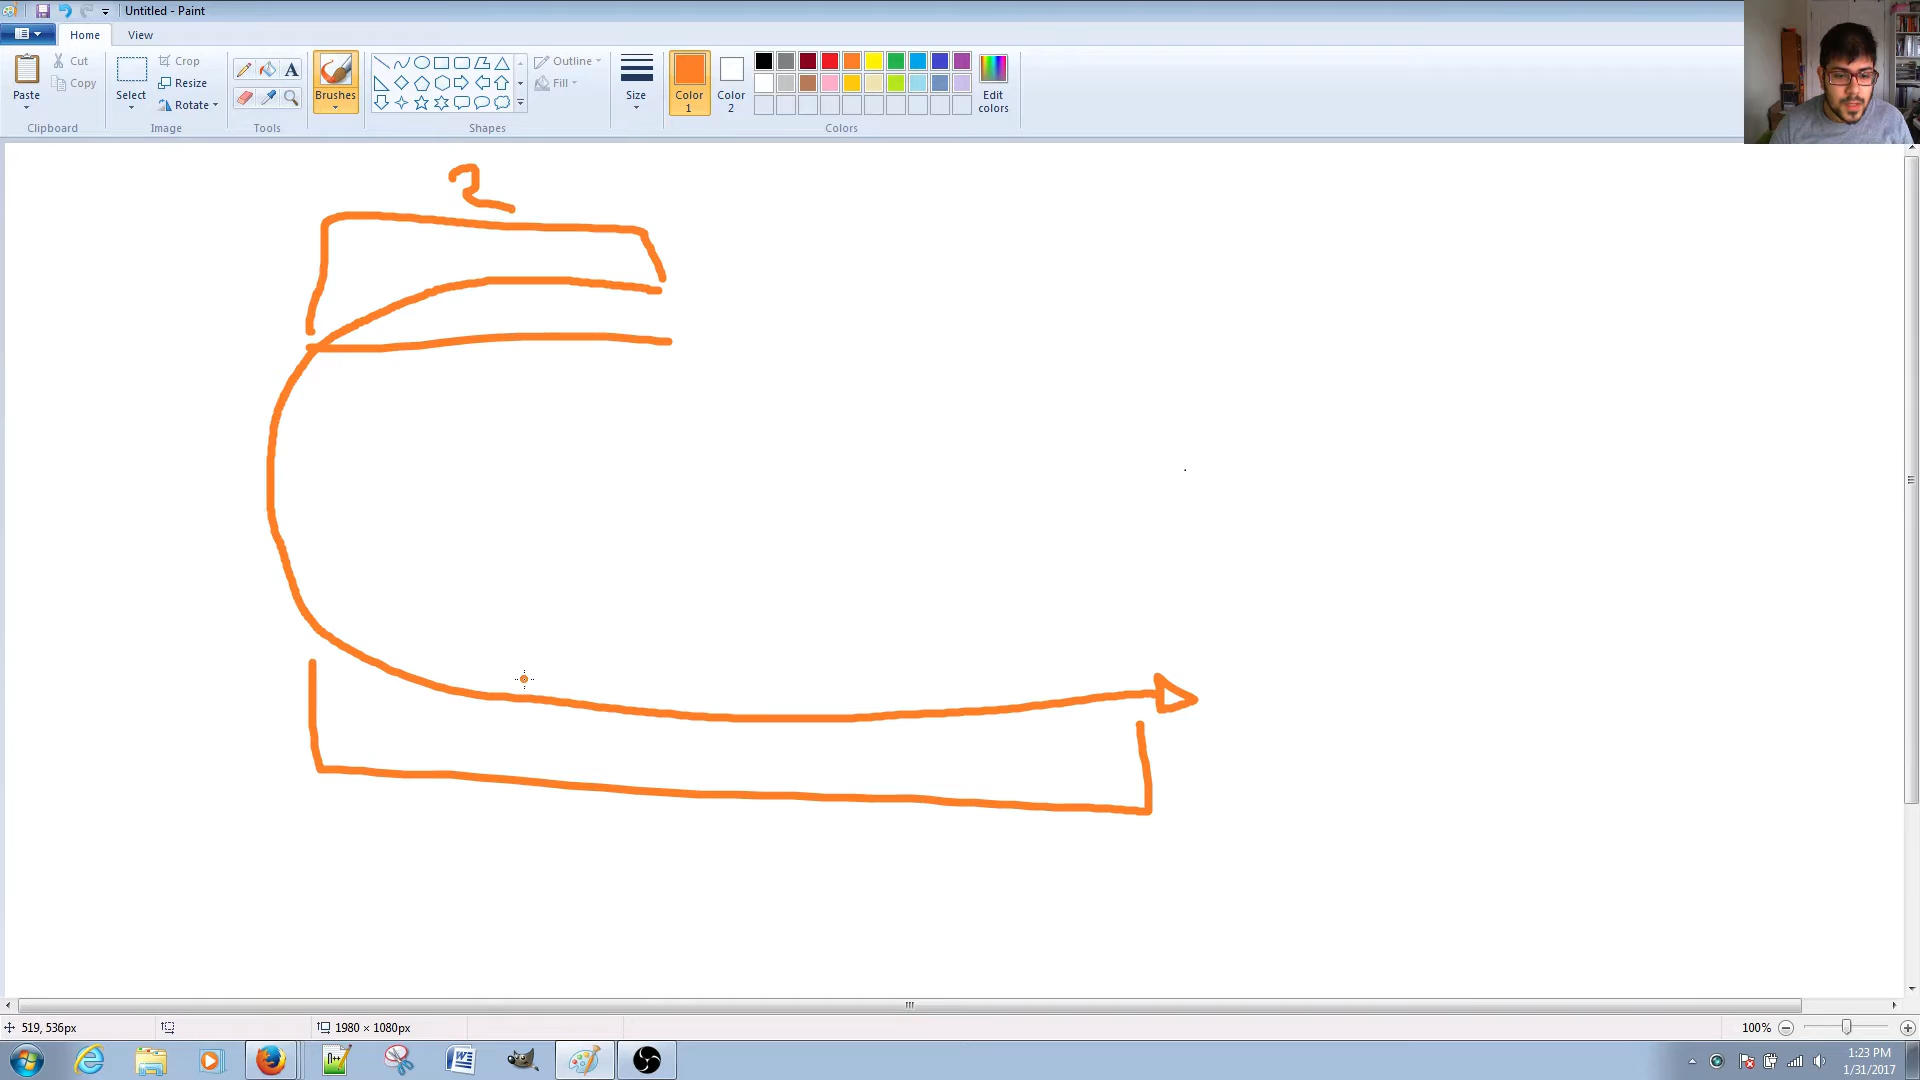 Untitled - Paint
Home View
Paste
Cut
Copy
Select
Crop
Resize
Rotate
Brushes
Outline
Fill
Size
Color 1
Color 2
Edit colors
Clipboard Image Tools Shapes Colors
2
519, 536px
1980 × 1080px
100%
1:23 PM
1/31/2017